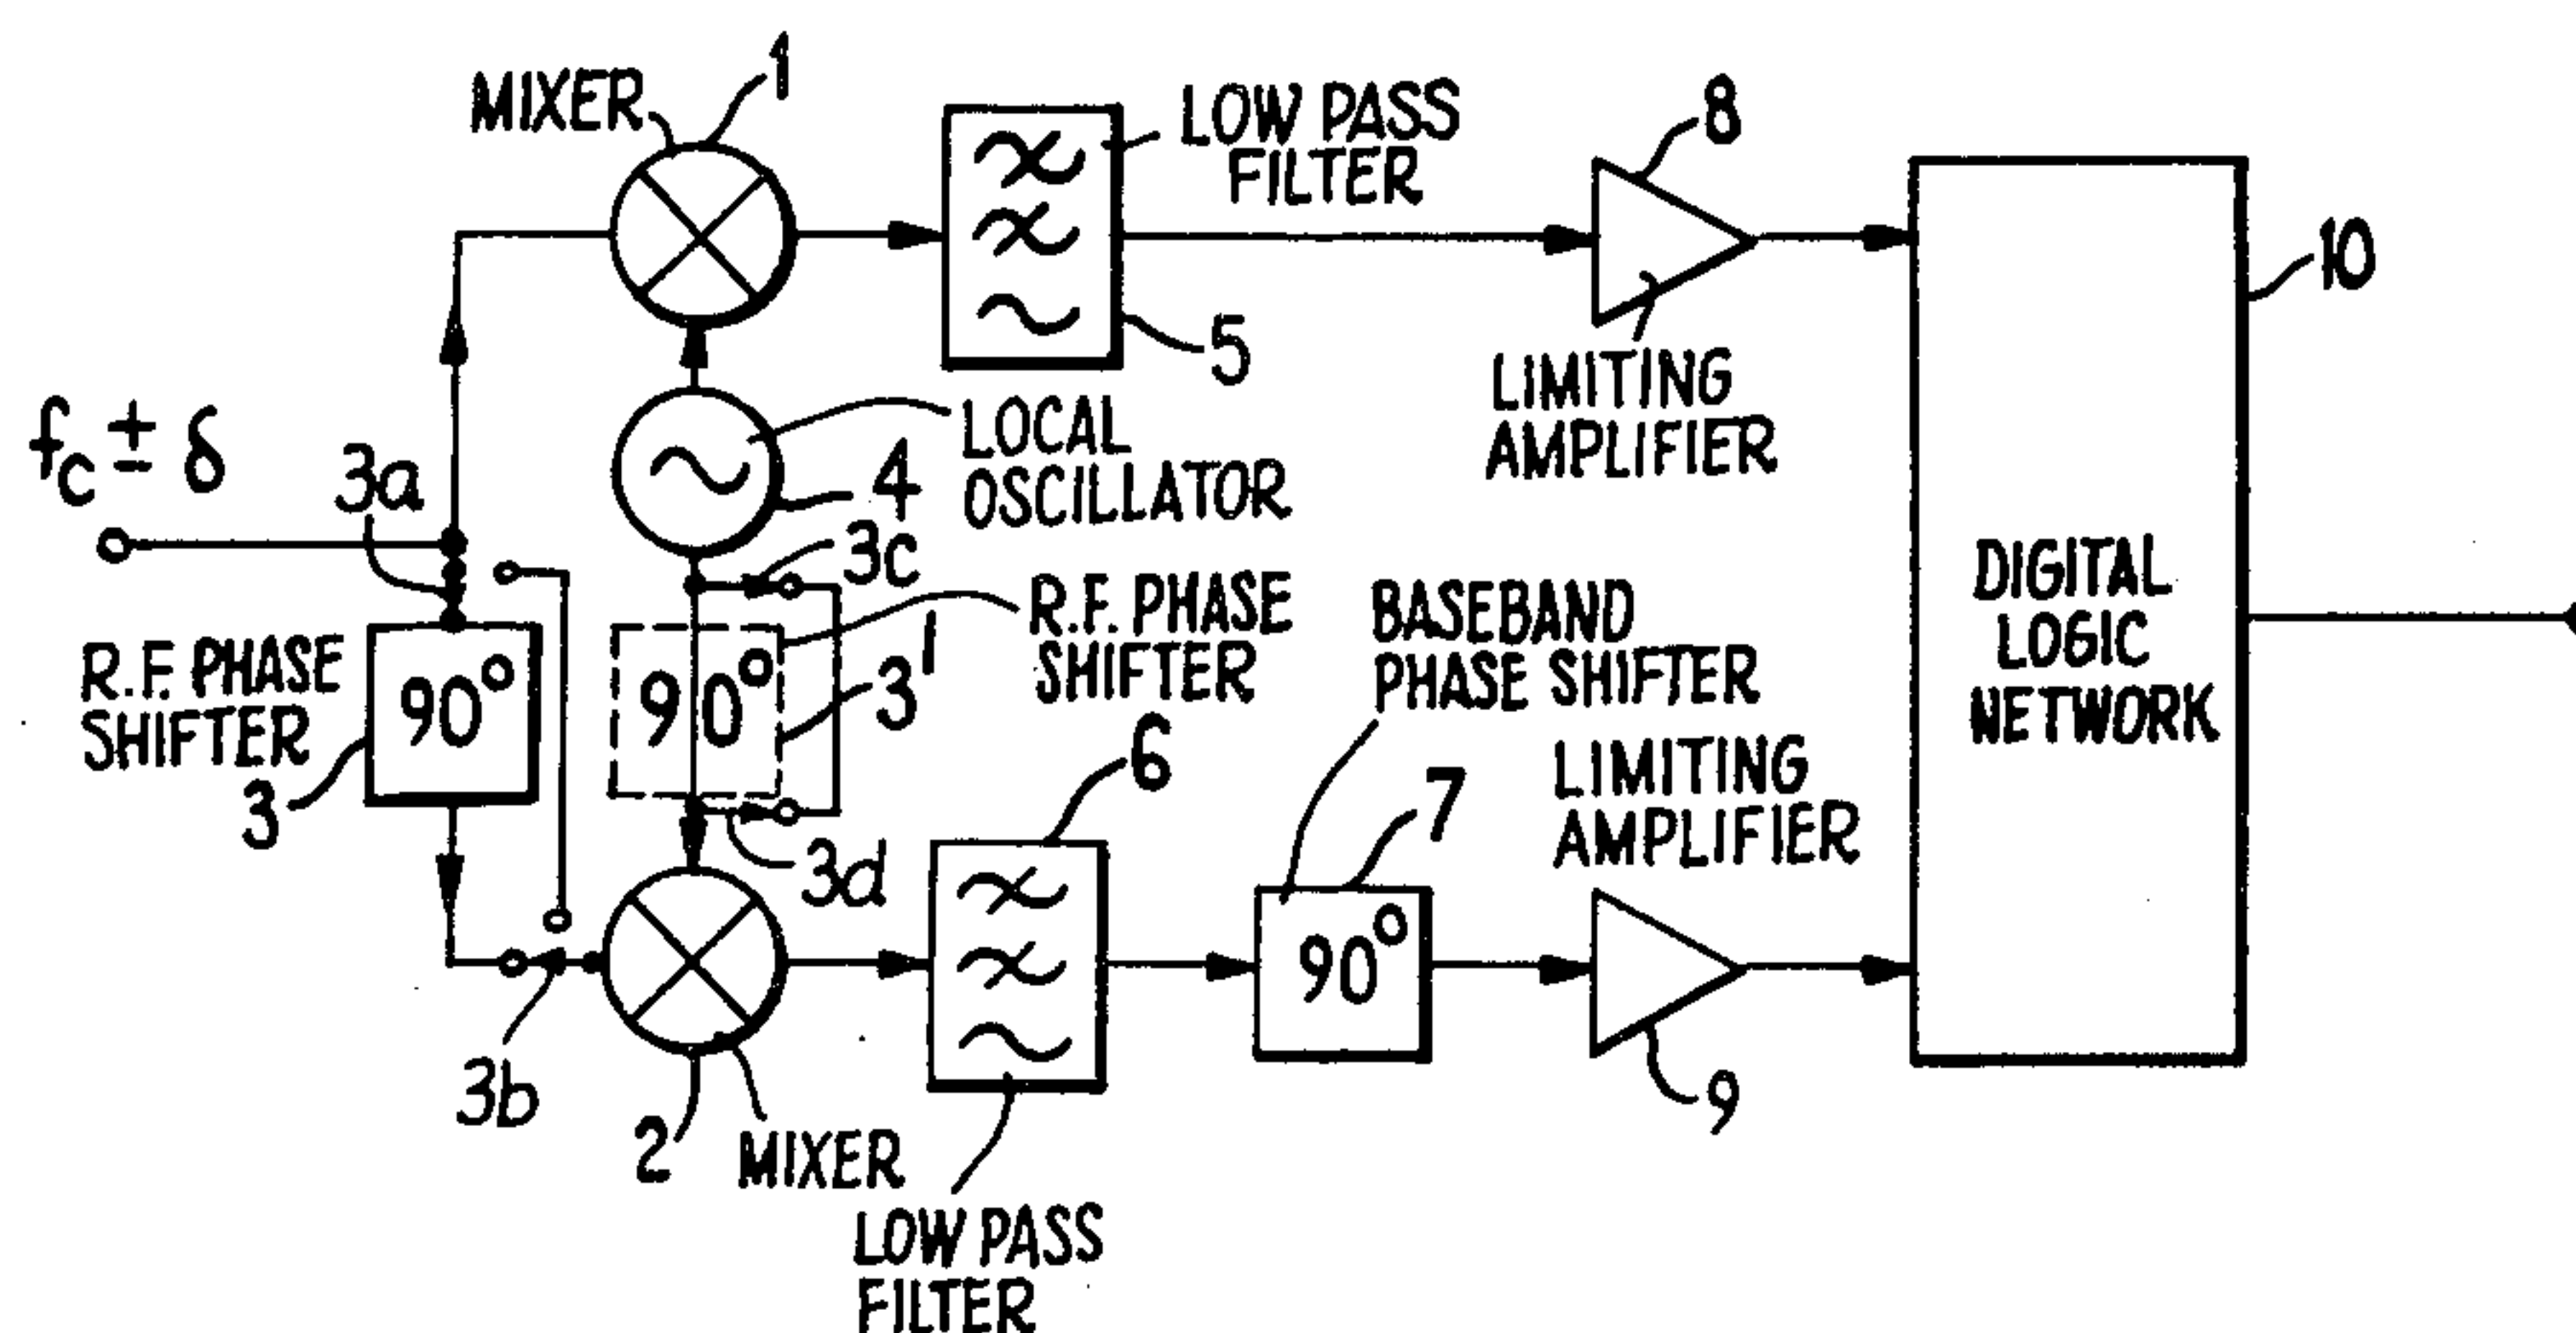 MIXER
1
LOW PASS
FILTER
5
8
LIMITING
AMPLIFIER
10
fc ± δ
3a
LOCAL
OSCILLATOR
4
3c
R.F. PHASE
SHIFTER
3
90°
R.F. PHASE
SHIFTER
3'
90°
3d
3b
2
MIXER
6
LOW PASS
FILTER
BASEBAND
PHASE SHIFTER
7
90°
LIMITING
AMPLIFIER
9
DIGITAL
LOGIC
NETWORK